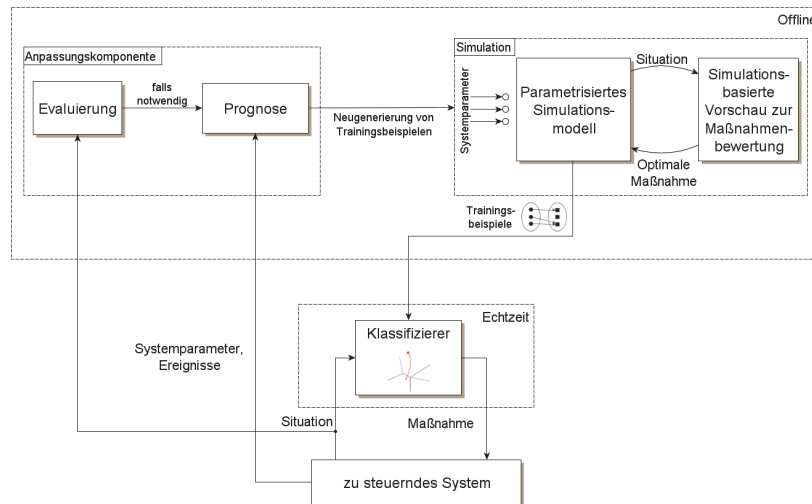 Offline
Anpassungskomponente
Evaluierung
falls
notwendig
Prognose
Neugenerierung von
Trainingsbeispielen
Simulation
Systemparameter
Parametrisiertes
Simulations-
modell
Situation
Simulations-
basierte
Vorschau zur
Maßnahmen-
bewertung
Optimale
Maßnahme
Trainings-
beispiele
Echtzeit
Klassifizierer
Systemparameter,
Ereignisse
Situation
Maßnahme
zu steuerndes System